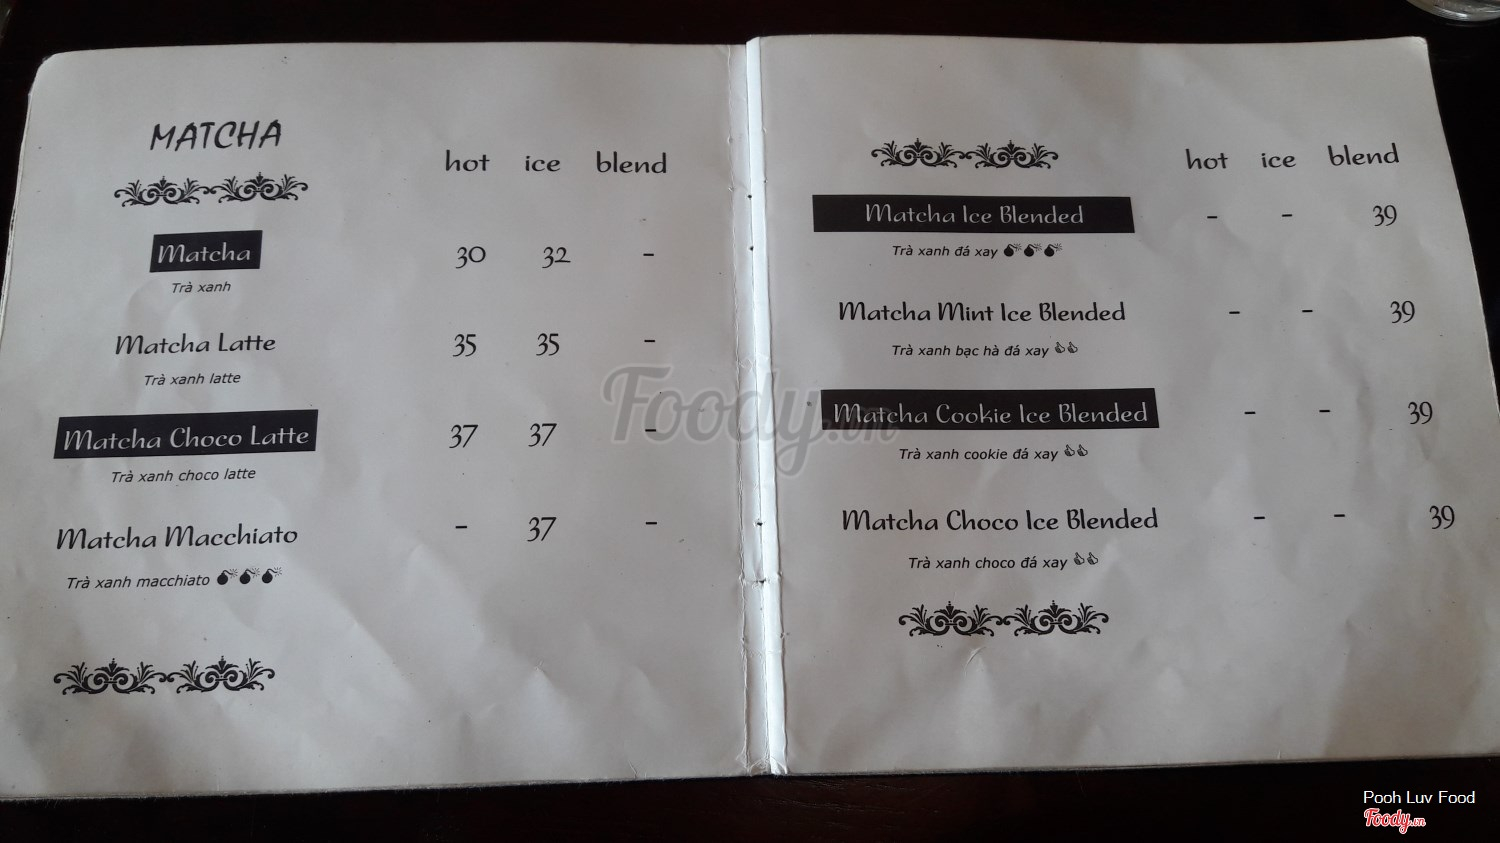 MATCHA
hot ice blend
Matcha 30 32 -
Trà xanh
Matcha Latte 35 35 -
Trà xanh latte
Matcha Choco Latte 37 37 -
Trà xanh choco latte
Matcha Macchiato - 37 -
Trà xanh macchiato 💣💣💣
hot ice blend
Matcha Ice Blended - - 39
Trà xanh đá xay 💣💣💣
Matcha Mint Ice Blended - - 39
Trà xanh bạc hà đá xay 👍👍
Matcha Cookie Ice Blended - - 39
Trà xanh cookie đá xay 👍👍
Matcha Choco Ice Blended - - 39
Trà xanh choco đá xay 👍👍
Foody.vn
Pooh Luv Food
Foody.vn